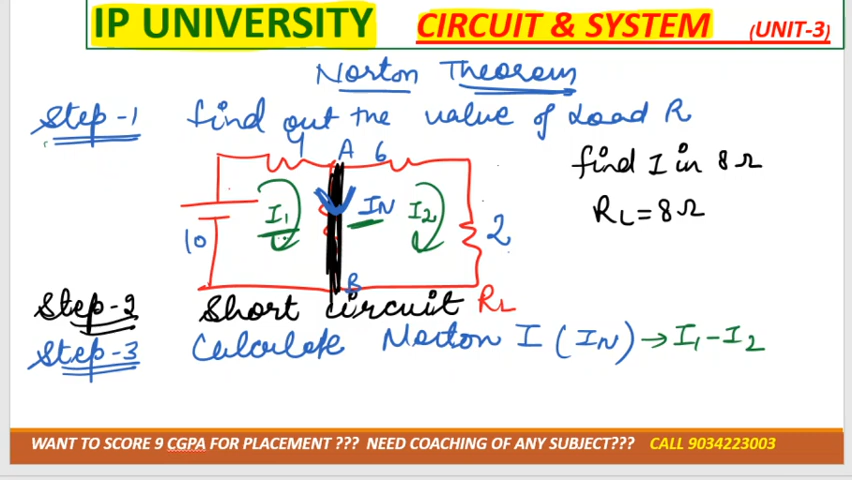 IP UNIVERSITY CIRCUIT & SYSTEM (UNIT-3)
Norton Theorem
Step-1 find out the value of Load R
1 A 6
find I in 8Ω
RL=8Ω
10 I1 IN I2 2
B
RL
Step-2 Short circuit
Step-3 Calculate Norton I (IN) → I1-I2
WANT TO SCORE 9 CGPA FOR PLACEMENT ??? NEED COACHING OF ANY SUBJECT??? CALL 9034223003